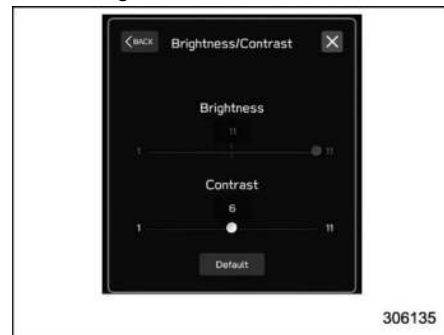 BACK Brightness/Contrast
Brightness
11
1 11
Contrast
6
1 11
Default
306135